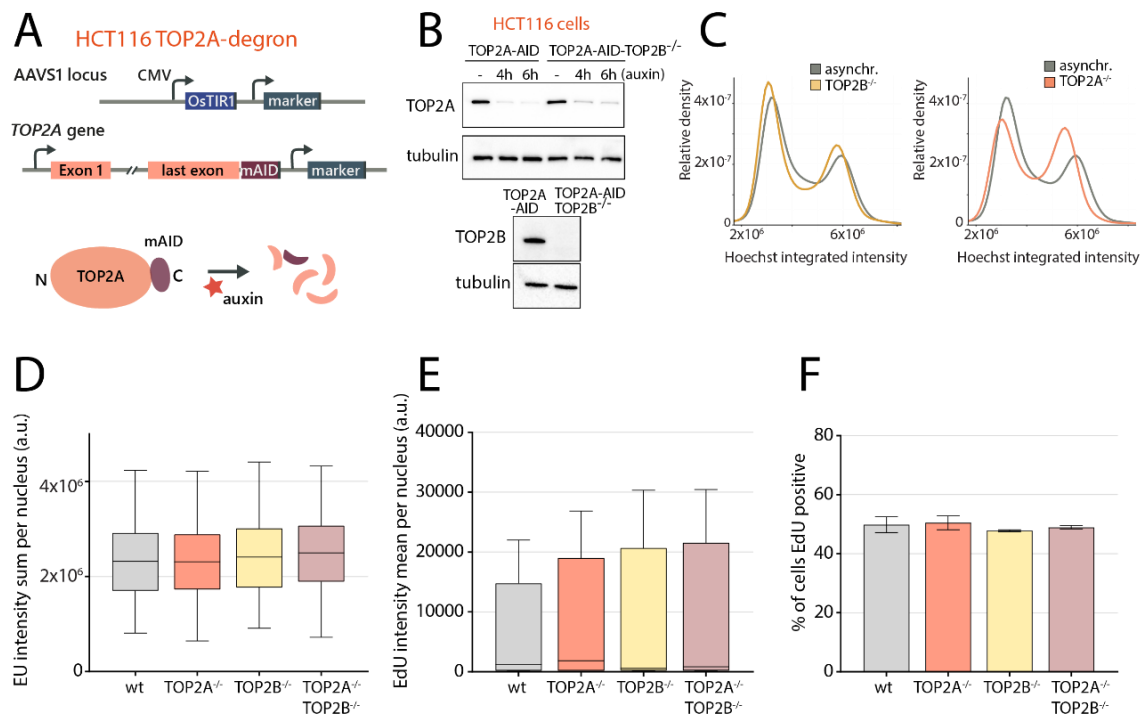 A
HCT116 TOP2A-degron
AAVS1 locus
CMV
OsTIR1
marker
TOP2A gene
Exon 1
last exon
mAID
marker
mAID
N
TOP2A
C
auxin
B
HCT116 cells
TOP2A-AID TOP2A-AID-TOP2B-/-
- 4h 6h - 4h 6h (auxin)
TOP2A
tubulin
TOP2A TOP2A-AID
-AID TOP2B-/-
TOP2B
tubulin
C
asynchr.
TOP2B-/-
4x10-7
2x10-7
0
Relative density
2x106 6x106
Hoechst integrated intensity
asynchr.
TOP2A-/-
4x10-7
2x10-7
0
Relative density
2x106 6x106
Hoechst integrated intensity
D
EU intensity sum per nucleus (a.u.)
4x106
2x106
0
wt TOP2A-/- TOP2B-/- TOP2A-/-
TOP2B-/-
E
EdU intensity mean per nucleus (a.u.)
40000
30000
20000
10000
0
wt TOP2A-/- TOP2B-/- TOP2A-/-
TOP2B-/-
F
% of cells EdU positive
80
60
40
20
0
wt TOP2A-/- TOP2B-/- TOP2A-/-
TOP2B-/-